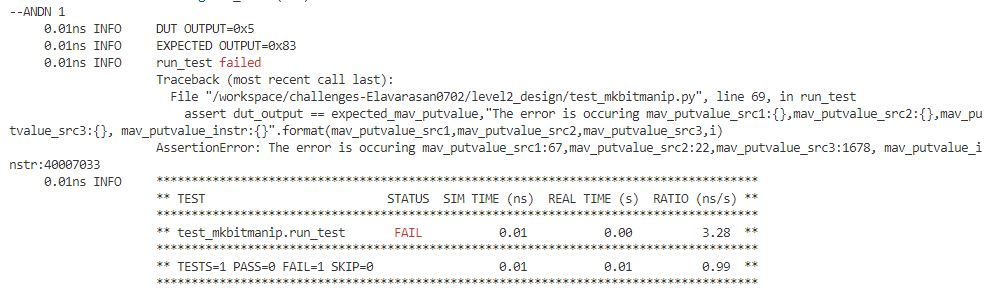 --ANDN 1
0.01ns INFO DUT OUTPUT=0x5
0.01ns INFO EXPECTED OUTPUT=0x83
0.01ns INFO run_test failed
Traceback (most recent call last):
File "/workspace/challenges-Elavarasan0702/level2_design/test_mkbitmanip.py", line 69, in run_test
assert dut_output == expected_mav_putvalue,"The error is occuring mav_putvalue_src1:{},mav_putvalue_src2:{},mav_pu
tvalue_src3:{}, mav_putvalue_instr:{}".format(mav_putvalue_src1,mav_putvalue_src2,mav_putvalue_src3,i)
AssertionError: The error is occuring mav_putvalue_src1:67,mav_putvalue_src2:22,mav_putvalue_src3:1678, mav_putvalue_i
nstr:40007033
0.01ns INFO **************************************************************************************
** TEST STATUS SIM TIME (ns) REAL TIME (s) RATIO (ns/s) **
**************************************************************************************
** test_mkbitmanip.run_test FAIL 0.01 0.00 3.28 **
**************************************************************************************
** TESTS=1 PASS=0 FAIL=1 SKIP=0 0.01 0.01 0.99 **
**************************************************************************************